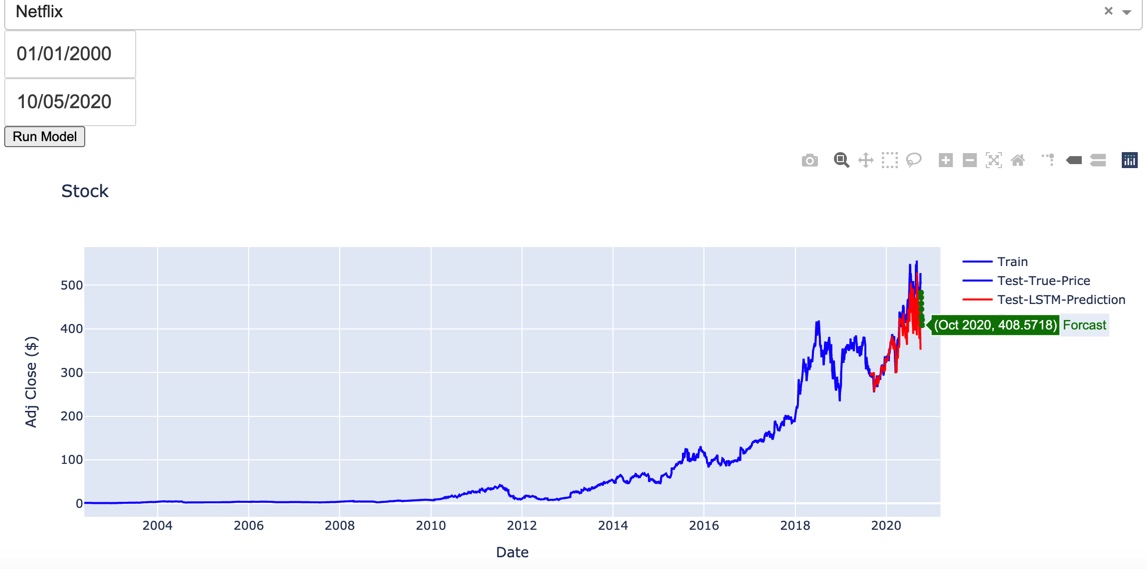 Netflix
01/01/2000
10/05/2020
Run Model
Stock
Train
Test-True-Price
Test-LSTM-Prediction
(Oct 2020, 408.5718) Forcast
Adj Close ($)
500
400
300
200
100
0
2004 2006 2008 2010 2012 2014 2016 2018 2020
Date